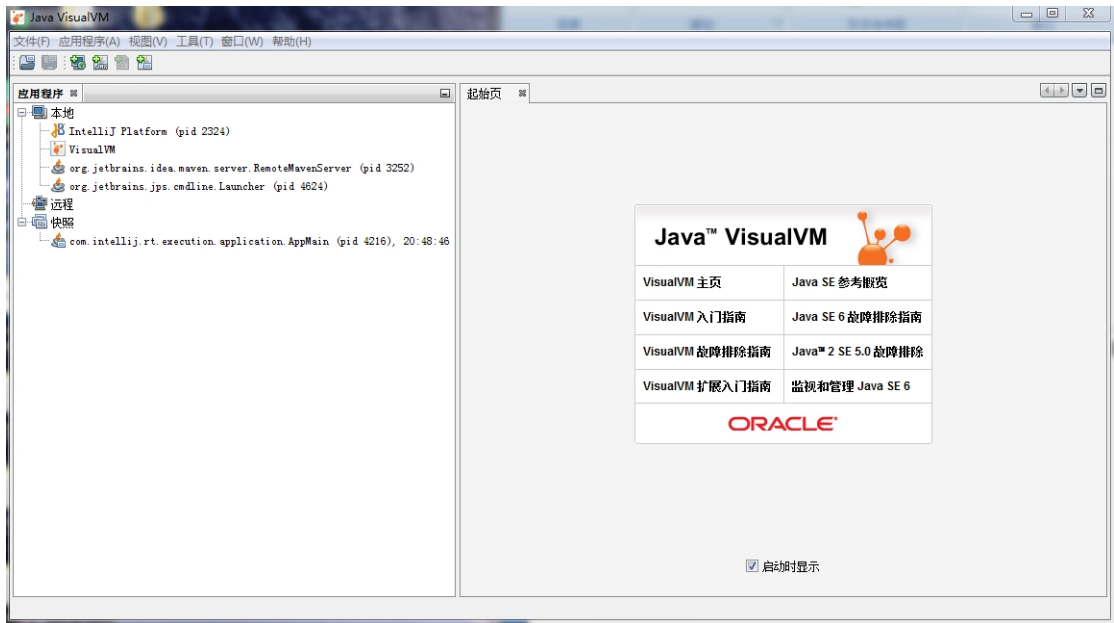 Java VisualVM
文件(F) 应用程序(A) 视图(V) 工具(T) 窗口(W) 帮助(H)
应用程序
起始页
本地
IntelliJ Platform (pid 2324)
VisualVM
org.jetbrains.idea.maven.server.RemoteMavenServer (pid 3252)
org.jetbrains.jps.cmdline.Launcher (pid 4624)
远程
快照
com.intellij.rt.execution.application.AppMain (pid 4216), 20:48:46
Java™ VisualVM
VisualVM 主页
Java SE 参考概览
VisualVM 入门指南
Java SE 6 故障排除指南
VisualVM 故障排除指南
Java™ 2 SE 5.0 故障排除
VisualVM 扩展入门指南
监视和管理 Java SE 6
ORACLE
启动时显示